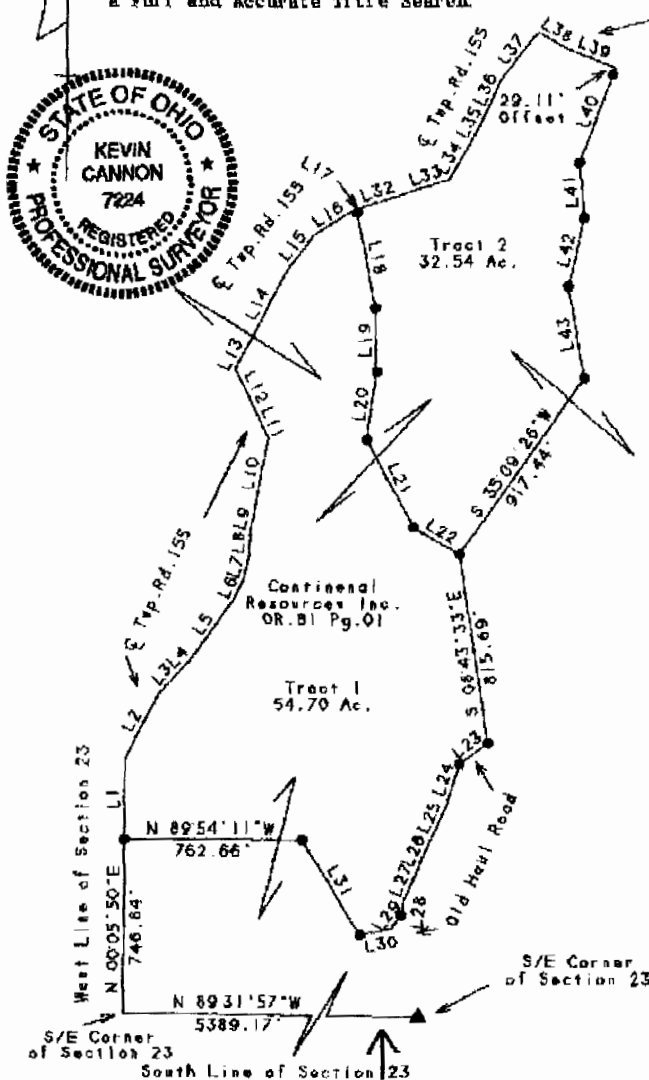 a Full and Accurate Title Search.
STATE OF OHIO
KEVIN
CANNON
7224
REGISTERED
PROFESSIONAL SURVEYOR
L38
L39
L37
L36
L35
L34
L33
L32
℄ Twp. Rd. 155
29.11'
Offset
L40
L41
L42
L43
Tract 2
32.54 Ac.
L17
L16
L15
L14
L13
℄ Twp. Rd. 155
L12
L11
L10
L18
L19
L20
L21
L22
S 35°09'26"W
917.44'
L9
L8
L7
L6
L5
L4
L3
L2
L1
℄ Twp. Rd. 155
Continenal
Resources Inc.
OR.81 Pg.01
S 08°43'33"E
815.69'
Tract 1
54.70 Ac.
L23
L24
L25
L26
L27
L28
L29
L30
L31
Old Haul Road
N 89°54'11"W
762.66'
West Line of Section 23
N 00°05'50"E
746.64'
N 89°31'57"W
5389.17'
S/E Corner
of Section 23
S/E Corner
of Section 23
South Line of Section 23